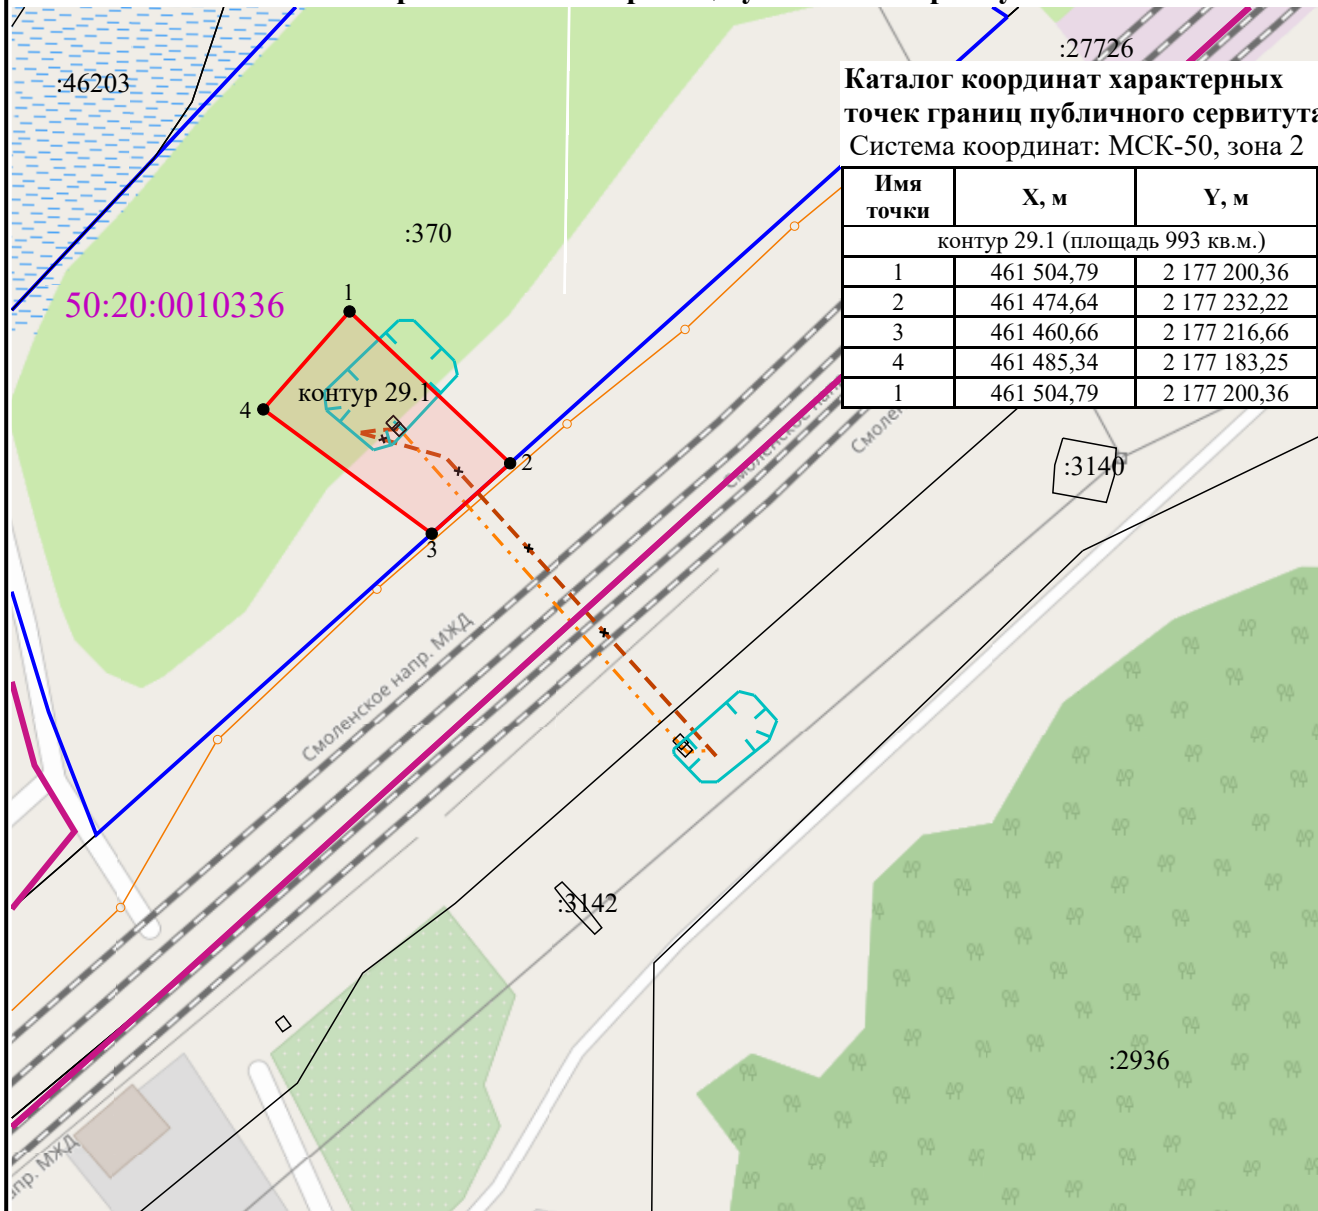 :27726
:46203
Каталог координат характерных
точек границ публичного сервитута
Система координат: МСК-50, зона 2
Имя точки X, м Y, м
контур 29.1 (площадь 993 кв.м.)
1 461 504,79 2 177 200,36
2 461 474,64 2 177 232,22
3 461 460,66 2 177 216,66
4 461 485,34 2 177 183,25
1 461 504,79 2 177 200,36
:370
50:20:0010336
1
контур 29.1
4
2
3
:3140
Смоленское нап
Смолен
Смоленское напр. МЖД
:3142
:2936
напр. МЖД